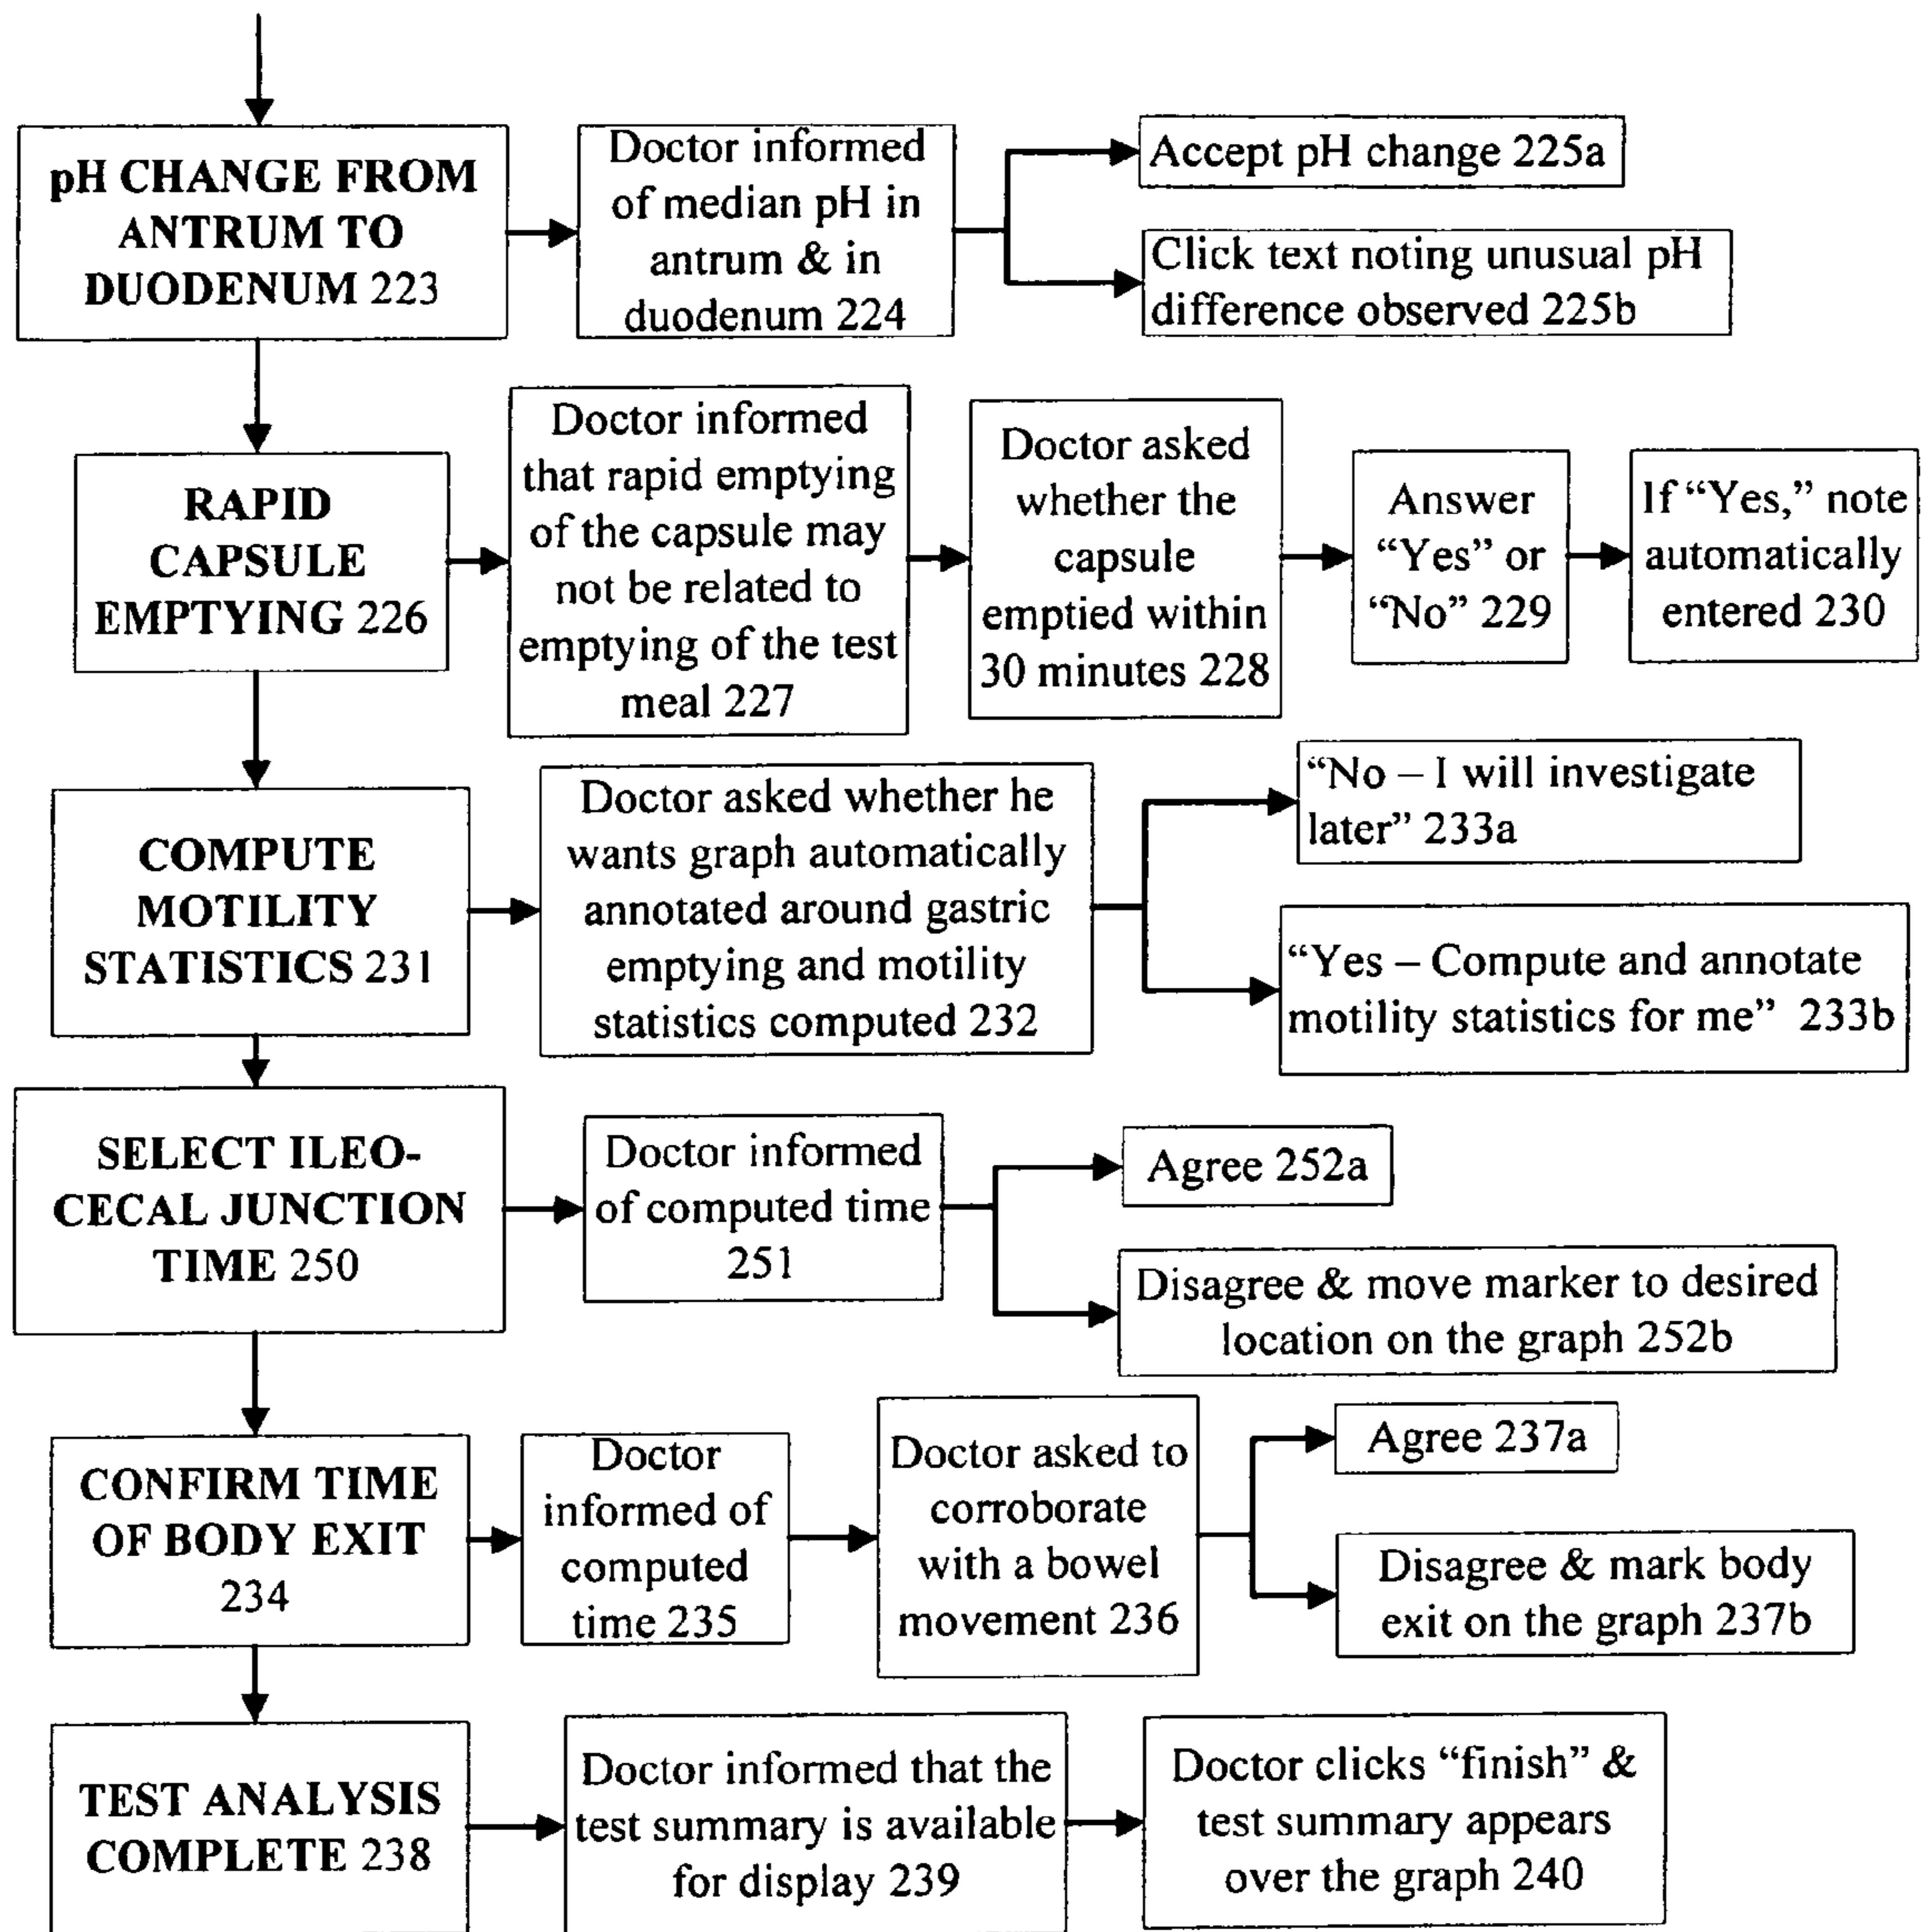 pH CHANGE FROM
ANTRUM TO
DUODENUM 223
Doctor informed
of median pH in
antrum & in
duodenum 224
Accept pH change 225a
Click text noting unusual pH
difference observed 225b
RAPID
CAPSULE
EMPTYING 226
Doctor informed
that rapid emptying
of the capsule may
not be related to
emptying of the test
meal 227
Doctor asked
whether the
capsule
emptied within
30 minutes 228
Answer
“Yes” or
“No” 229
If “Yes,” note
automatically
entered 230
COMPUTE
MOTILITY
STATISTICS 231
Doctor asked whether he
wants graph automatically
annotated around gastric
emptying and motility
statistics computed 232
“No – I will investigate
later” 233a
“Yes – Compute and annotate
motility statistics for me” 233b
SELECT ILEO-
CECAL JUNCTION
TIME 250
Doctor informed
of computed time
251
Agree 252a
Disagree & move marker to desired
location on the graph 252b
CONFIRM TIME
OF BODY EXIT
234
Doctor
informed of
computed
time 235
Doctor asked to
corroborate
with a bowel
movement 236
Agree 237a
Disagree & mark body
exit on the graph 237b
TEST ANALYSIS
COMPLETE 238
Doctor informed that the
test summary is available
for display 239
Doctor clicks “finish” &
test summary appears
over the graph 240